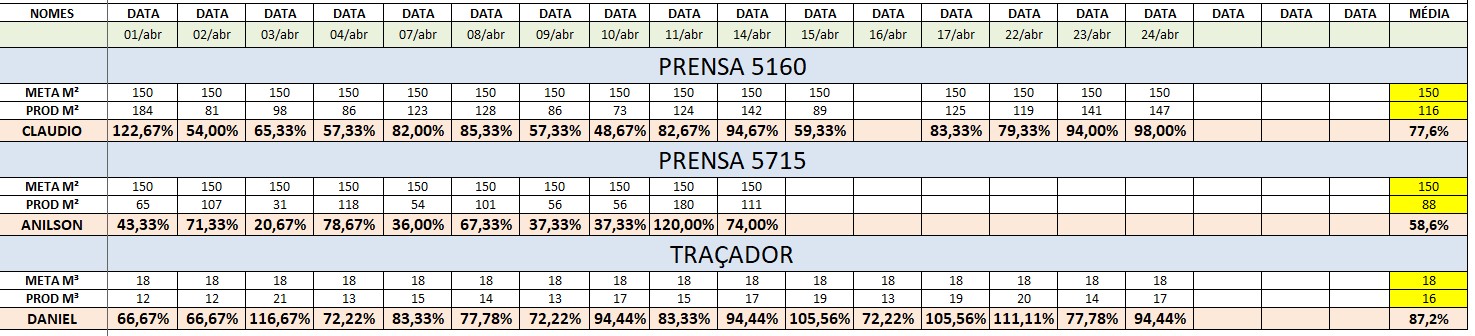 NOMES DATA DATA DATA DATA DATA DATA DATA DATA DATA DATA DATA DATA DATA DATA DATA DATA DATA DATA DATA MÉDIA
01/abr 02/abr 03/abr 04/abr 07/abr 08/abr 09/abr 10/abr 11/abr 14/abr 15/abr 16/abr 17/abr 22/abr 23/abr 24/abr
PRENSA 5160
META M² 150 150 150 150 150 150 150 150 150 150 150 150 150 150 150 150
PROD M² 184 81 98 86 123 128 86 73 124 142 89 125 119 141 147 116
CLAUDIO 122,67% 54,00% 65,33% 57,33% 82,00% 85,33% 57,33% 48,67% 82,67% 94,67% 59,33% 83,33% 79,33% 94,00% 98,00% 77,6%
PRENSA 5715
META M² 150 150 150 150 150 150 150 150 150 150 150
PROD M² 65 107 31 118 54 101 56 56 180 111 88
ANILSON 43,33% 71,33% 20,67% 78,67% 36,00% 67,33% 37,33% 37,33% 120,00% 74,00% 58,6%
TRAÇADOR
META M³ 18 18 18 18 18 18 18 18 18 18 18 18 18 18 18 18 18
PROD M³ 12 12 21 13 15 14 13 17 15 17 19 13 19 20 14 17 16
DANIEL 66,67% 66,67% 116,67% 72,22% 83,33% 77,78% 72,22% 94,44% 83,33% 94,44% 105,56% 72,22% 105,56% 111,11% 77,78% 94,44% 87,2%